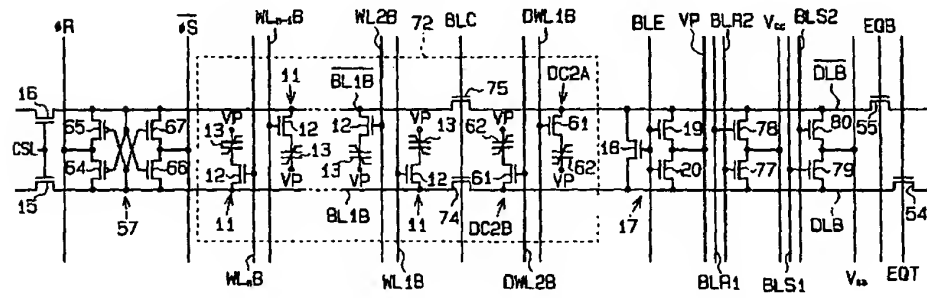 φR
S
WLn-1B
WL2B
BLC
DWL1B
BLE
VP
BLR2
Vcc
BLS2
EQB
72
BL1B
75
DC2A
DLB
16
65
67
VP
13
11
12
13
12
VP
13
62
VP
61
18
19
78
80
55
CSL
64
66
12
13
VP
VP
12
61
62
VP
20
77
79
15
57
11
BL1B
11
74
DC2B
17
DLB
54
WLnB
WL1B
DWL2B
BLR1
BLS1
Vss
EQT